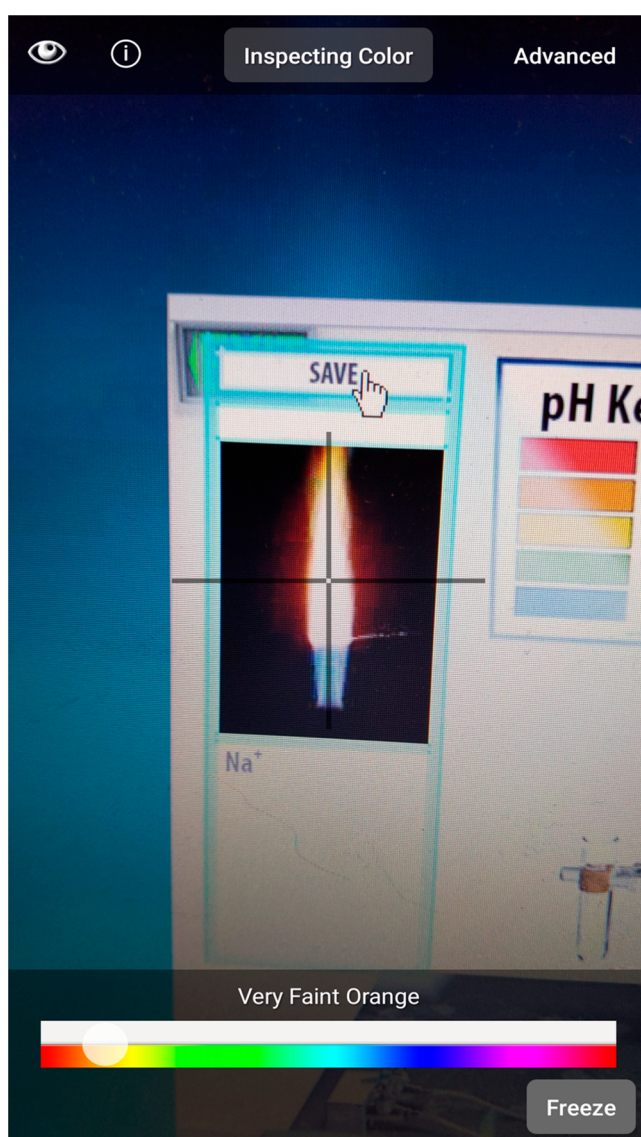 Inspecting Color
Advanced
SAVE
pH Ke
Na⁺
Very Faint Orange
Freeze